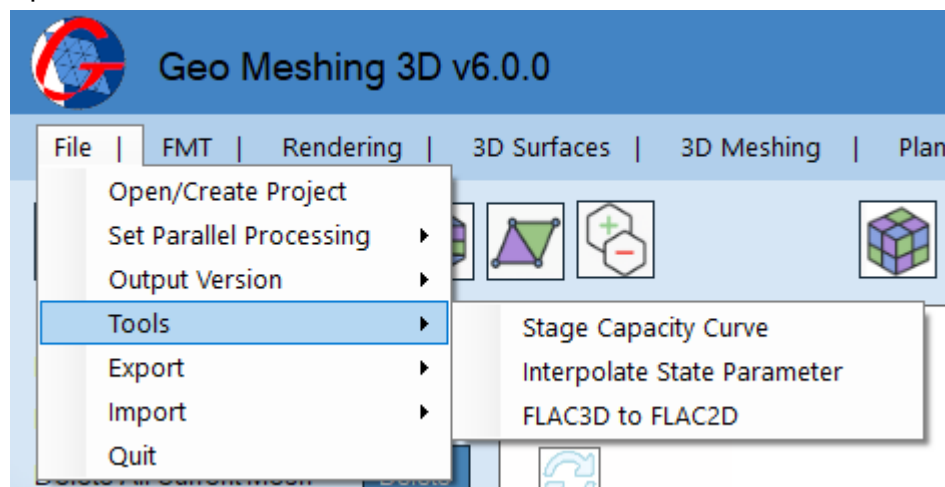 Geo Meshing 3D v6.0.0
File | FMT | Rendering | 3D Surfaces | 3D Meshing | Plan
Open/Create Project
Set Parallel Processing
Output Version
Tools
Stage Capacity Curve
Export
Interpolate State Parameter
Import
FLAC3D to FLAC2D
Quit